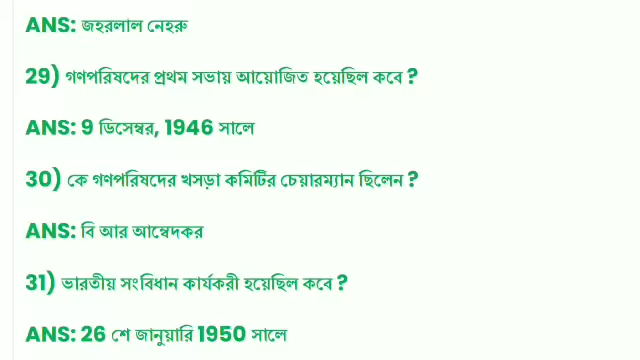 ANS: জহরলাল নেহরু
29) গণপরিষদের প্রথম সভায় আয়োজিত হয়েছিল কবে ?
ANS: 9 ডিসেম্বর, 1946 সালে
30) কে গণপরিষদের খসড়া কমিটির চেয়ারম্যান ছিলেন ?
ANS: বি আর আম্বেদকর
31) ভারতীয় সংবিধান কার্যকরী হয়েছিল কবে ?
ANS: 26 শে জানুয়ারি 1950 সালে